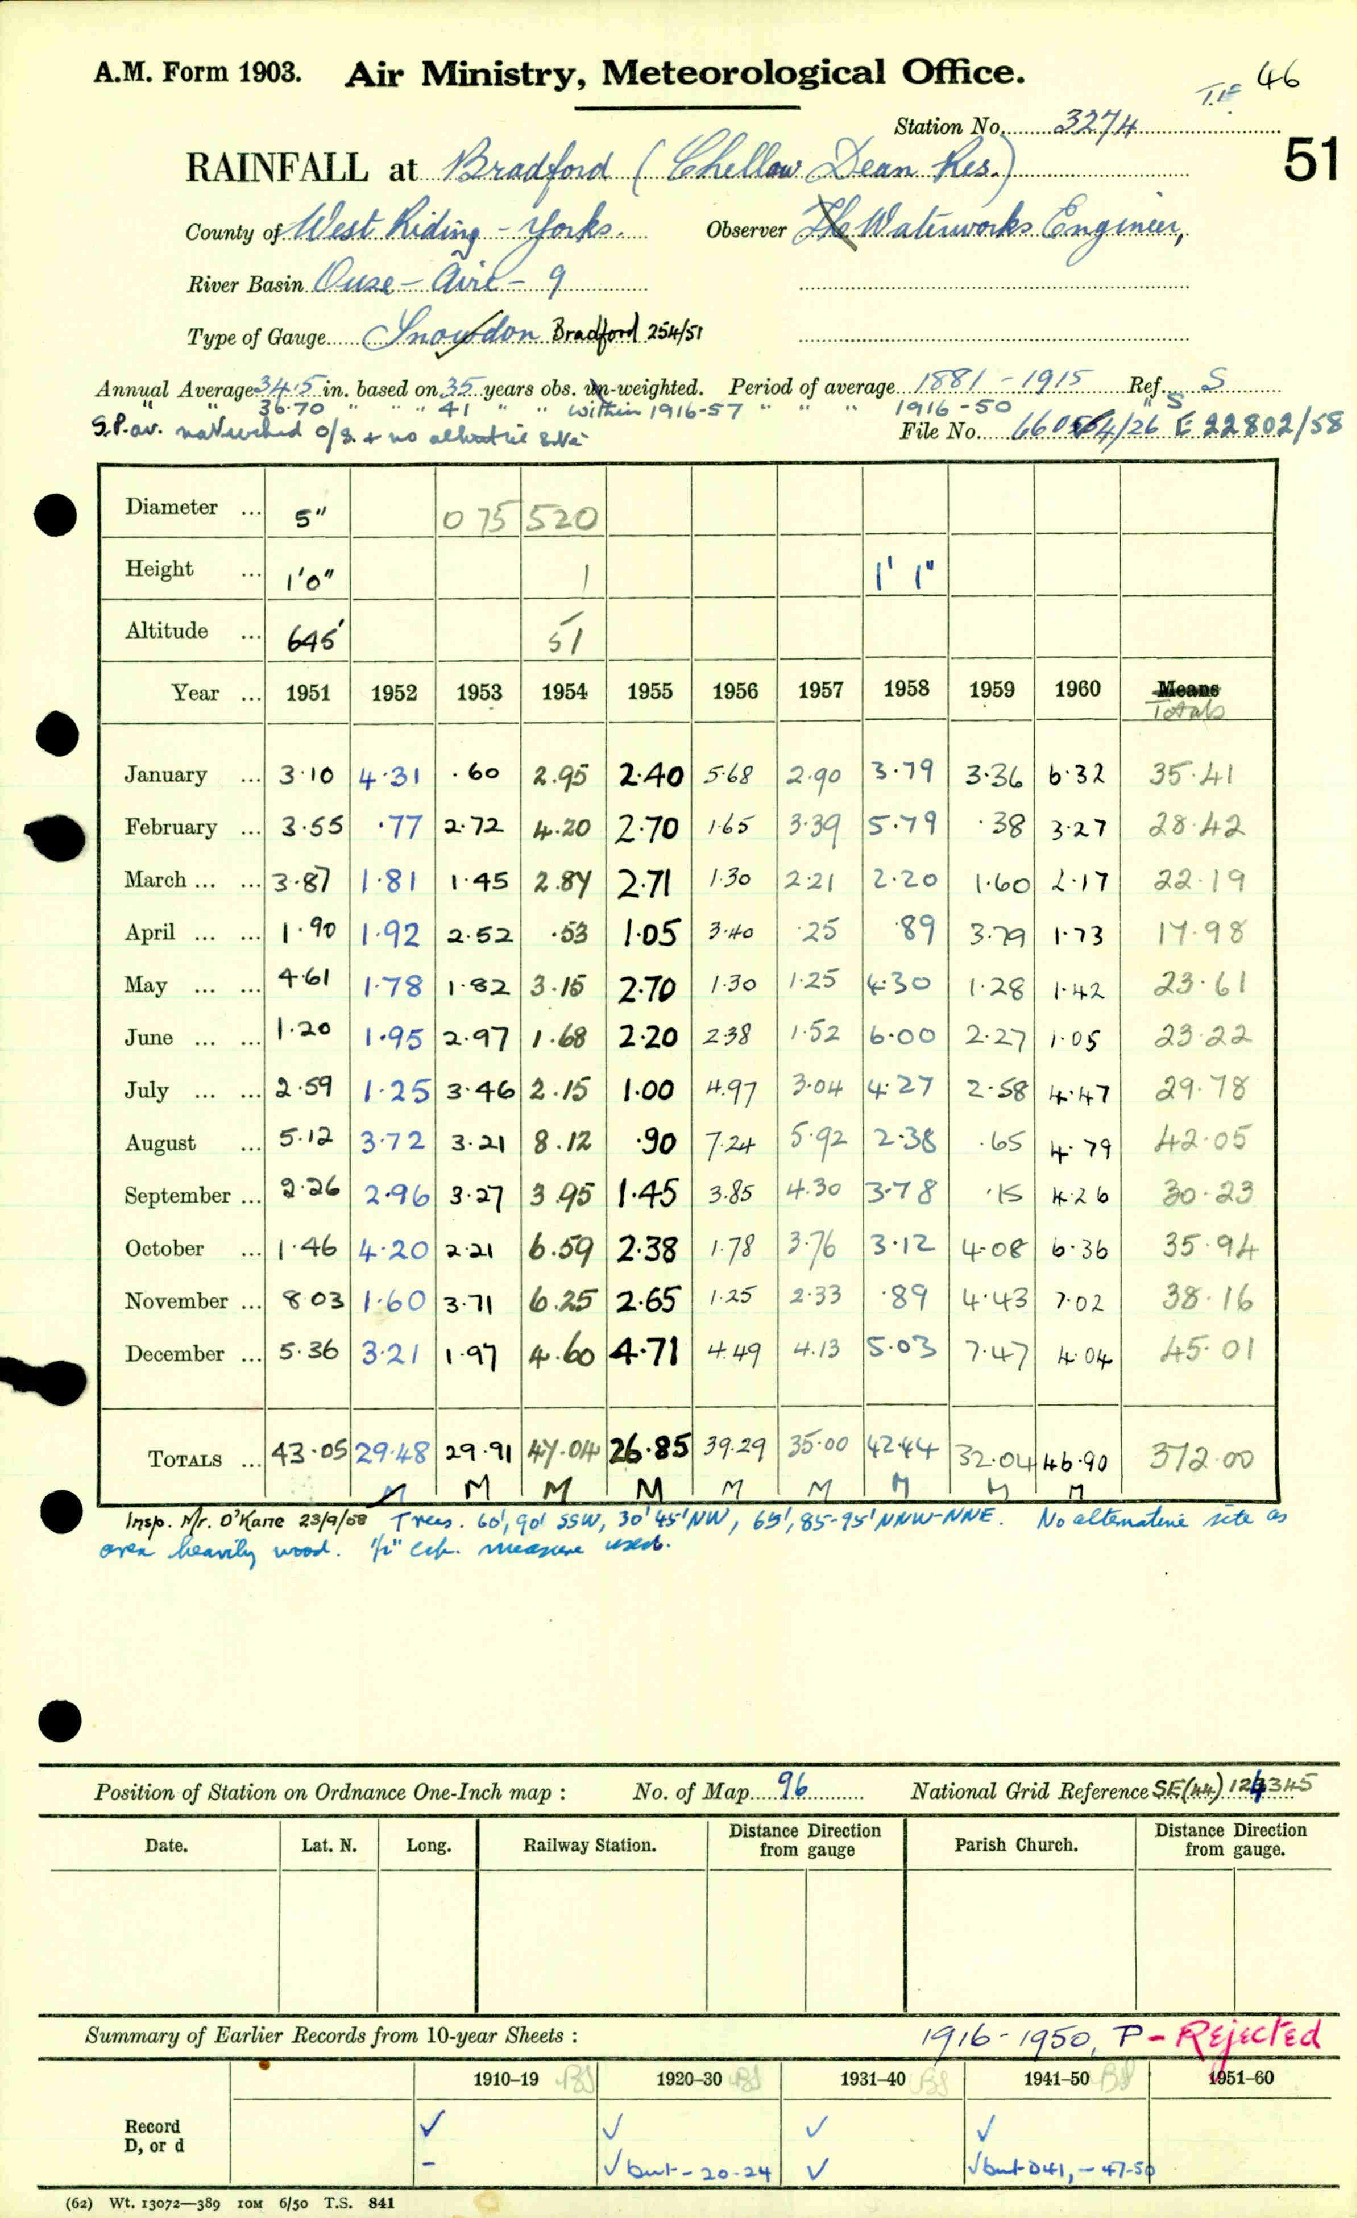 A.M. Form 1903. Air Ministry, Meteorological Office. 46
T.F.
Station No. 3274
51
RAINFALL at Bradford (Chellow Dean Res.)
County of West Riding - Yorks. Observer The Waterworks Engineer,
River Basin Ouse - Aire - 9
Type of Gauge Snowdon Bradford 254/51
Annual Average 34.5 in. based on 35 years obs. un-weighted. Period of average 1881 - 1915 Ref. S
" " 36.70 " " " 41 " " within 1916-57 " " " 1916-50 " S
S.P.av. File No. 4/26 E 22802/58
Diameter ... 5" 075 520
Height ... 1'0" 1 1' 1"
Altitude ... 645' 51
Year ... 1951 1952 1953 1954 1955 1956 1957 1958 1959 1960 Means
Totals
January ... 3.10 4.31 .60 2.95 2.40 5.68 2.90 3.79 3.36 6.32 35.41
February ... 3.55 .77 2.72 4.20 2.70 1.65 3.39 5.79 .38 3.27 28.42
March ... ... 3.87 1.81 1.45 2.84 2.71 1.30 2.21 2.20 1.60 2.17 22.19
April ... ... 1.90 1.92 2.52 .53 1.05 3.40 .25 .89 3.79 1.73 17.98
May ... ... 4.61 1.78 1.82 3.15 2.70 1.30 1.25 4.30 1.28 1.42 23.61
June ... ... 1.20 1.95 2.97 1.68 2.20 2.38 1.52 6.00 2.27 1.05 23.22
July ... ... 2.59 1.25 3.46 2.15 1.00 4.97 3.04 4.27 2.58 4.47 29.78
August ... 5.12 3.72 3.21 8.12 .90 7.24 5.92 2.38 .65 4.79 42.05
September ... 2.26 2.96 3.27 3.95 1.45 3.85 4.30 3.78 .15 4.26 30.23
October ... 1.46 4.20 2.21 6.59 2.38 1.78 3.76 3.12 4.08 6.36 35.94
November ... 8.03 1.60 3.71 6.25 2.65 1.25 2.33 .89 4.43 7.02 38.16
December ... 5.36 3.21 1.97 4.60 4.71 4.49 4.13 5.03 7.47 4.04 45.01
Totals ... 43.05 29.48 29.91 47.04 26.85 39.29 35.00 42.44 32.04 46.90 372.00
M M M M M M M M M
Insp. Mr. O'Kane 23/9/58 Trees. 60', 90' SSW, 30' 45' NW, 65', 85-95' NNW-NNE. No alternative site as
area heavily wood. 1/2" cap. measure used.
Position of Station on Ordnance One-Inch map : No. of Map 96 National Grid Reference SE(44) 124345
Date. Lat. N. Long. Railway Station. Distance from Direction gauge Parish Church. Distance from Direction gauge.
Summary of Earlier Records from 10-year Sheets : 1916-1950, P - Rejected
1910–19 BS 1920–30 BS 1931–40 BS 1941–50 BS 1951–60
Record ✓ ✓ ✓ ✓
D, or d - ✓ but - 20-24 ✓ ✓ but D41, - 47-50
(62) Wt. 13072—389 10M 6/50 T.S. 841